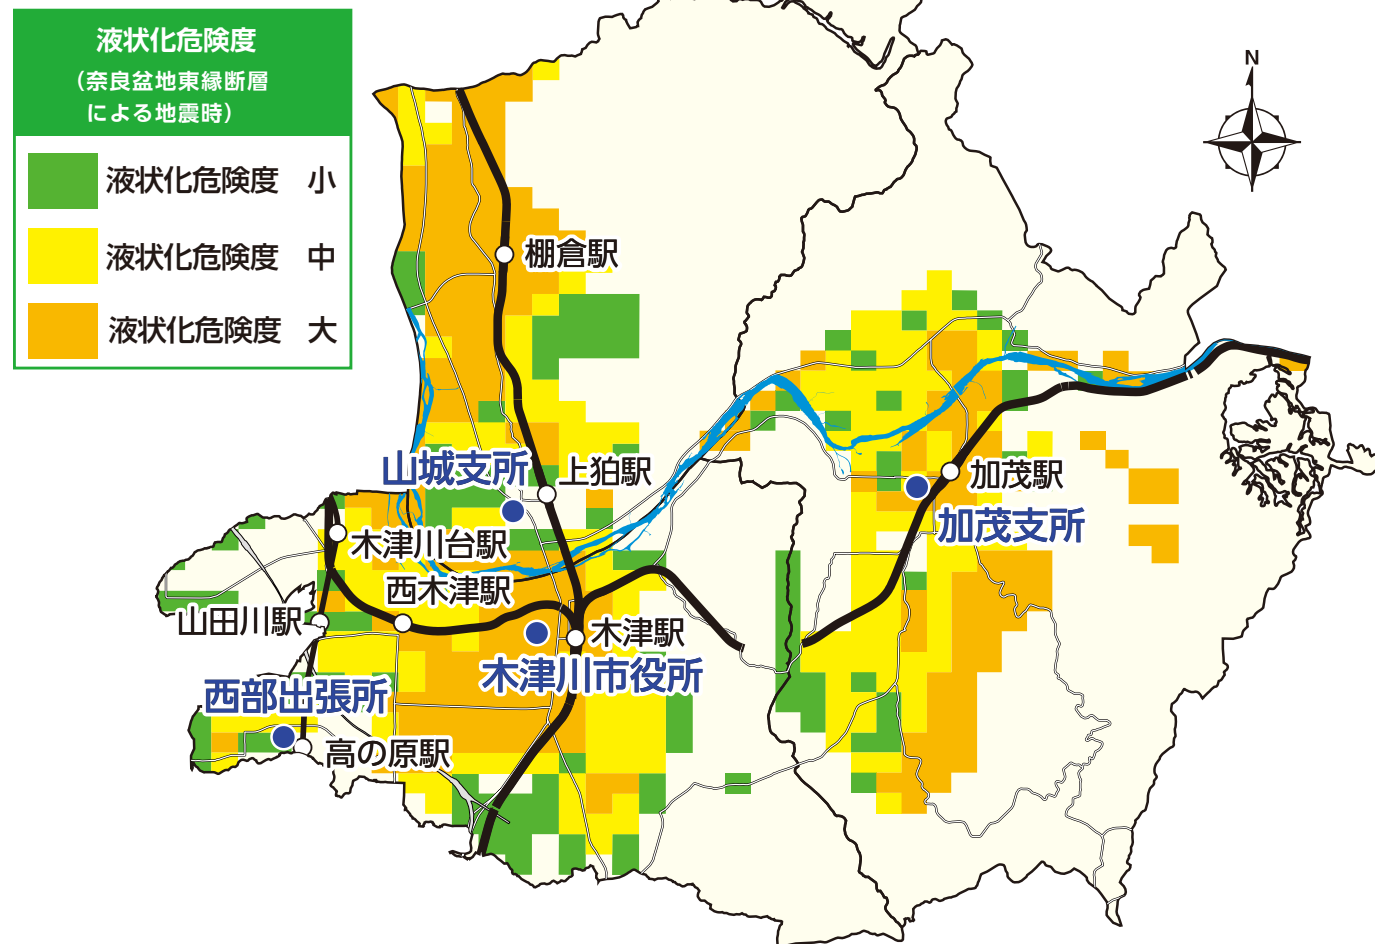 液状化危険度
（奈良盆地東縁断層
による地震時）
液状化危険度　小
液状化危険度　中
液状化危険度　大
N
棚倉駅
山城支所
上狛駅
加茂駅
加茂支所
木津川台駅
西木津駅
山田川駅
木津駅
木津川市役所
西部出張所
高の原駅